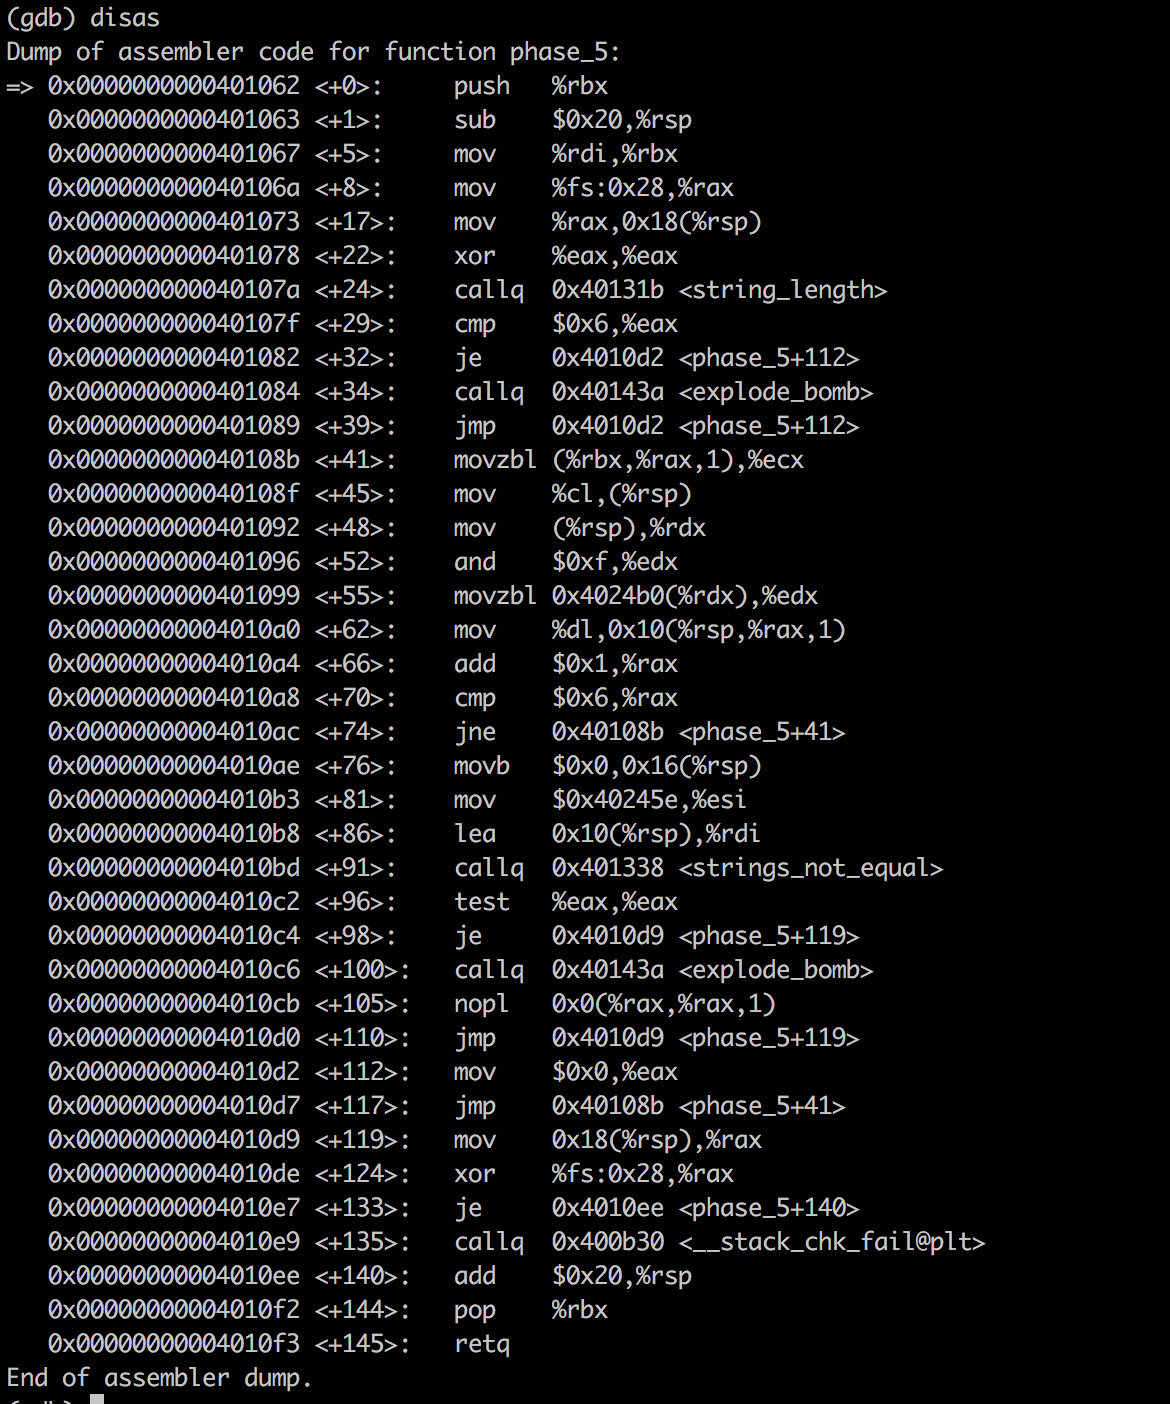 (gdb) disas
Dump of assembler code for function phase_5:
=> 0x0000000000401062 <+0>:     push   %rbx
   0x0000000000401063 <+1>:     sub    $0x20,%rsp
   0x0000000000401067 <+5>:     mov    %rdi,%rbx
   0x000000000040106a <+8>:     mov    %fs:0x28,%rax
   0x0000000000401073 <+17>:    mov    %rax,0x18(%rsp)
   0x0000000000401078 <+22>:    xor    %eax,%eax
   0x000000000040107a <+24>:    callq  0x40131b <string_length>
   0x000000000040107f <+29>:    cmp    $0x6,%eax
   0x0000000000401082 <+32>:    je     0x4010d2 <phase_5+112>
   0x0000000000401084 <+34>:    callq  0x40143a <explode_bomb>
   0x0000000000401089 <+39>:    jmp    0x4010d2 <phase_5+112>
   0x000000000040108b <+41>:    movzbl (%rbx,%rax,1),%ecx
   0x000000000040108f <+45>:    mov    %cl,(%rsp)
   0x0000000000401092 <+48>:    mov    (%rsp),%rdx
   0x0000000000401096 <+52>:    and    $0xf,%edx
   0x0000000000401099 <+55>:    movzbl 0x4024b0(%rdx),%edx
   0x00000000004010a0 <+62>:    mov    %dl,0x10(%rsp,%rax,1)
   0x00000000004010a4 <+66>:    add    $0x1,%rax
   0x00000000004010a8 <+70>:    cmp    $0x6,%rax
   0x00000000004010ac <+74>:    jne    0x40108b <phase_5+41>
   0x00000000004010ae <+76>:    movb   $0x0,0x16(%rsp)
   0x00000000004010b3 <+81>:    mov    $0x40245e,%esi
   0x00000000004010b8 <+86>:    lea    0x10(%rsp),%rdi
   0x00000000004010bd <+91>:    callq  0x401338 <strings_not_equal>
   0x00000000004010c2 <+96>:    test   %eax,%eax
   0x00000000004010c4 <+98>:    je     0x4010d9 <phase_5+119>
   0x00000000004010c6 <+100>:   callq  0x40143a <explode_bomb>
   0x00000000004010cb <+105>:   nopl   0x0(%rax,%rax,1)
   0x00000000004010d0 <+110>:   jmp    0x4010d9 <phase_5+119>
   0x00000000004010d2 <+112>:   mov    $0x0,%eax
   0x00000000004010d7 <+117>:   jmp    0x40108b <phase_5+41>
   0x00000000004010d9 <+119>:   mov    0x18(%rsp),%rax
   0x00000000004010de <+124>:   xor    %fs:0x28,%rax
   0x00000000004010e7 <+133>:   je     0x4010ee <phase_5+140>
   0x00000000004010e9 <+135>:   callq  0x400b30 <__stack_chk_fail@plt>
   0x00000000004010ee <+140>:   add    $0x20,%rsp
   0x00000000004010f2 <+144>:   pop    %rbx
   0x00000000004010f3 <+145>:   retq
End of assembler dump.